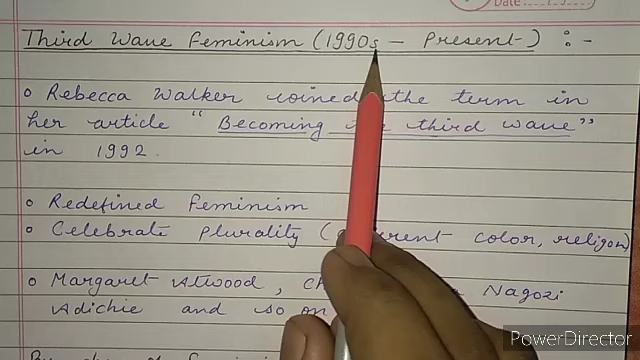 Date
Third Wave Feminism (1990s - Present) :-
o Rebecca Walker coined the term in
her article " Becoming the third wave"
in 1992.
o Redefined Feminism
o Celebrate plurality ( color, religon)
o Margaret Atwood, Nagozi
Adichie and so on
PowerDirector